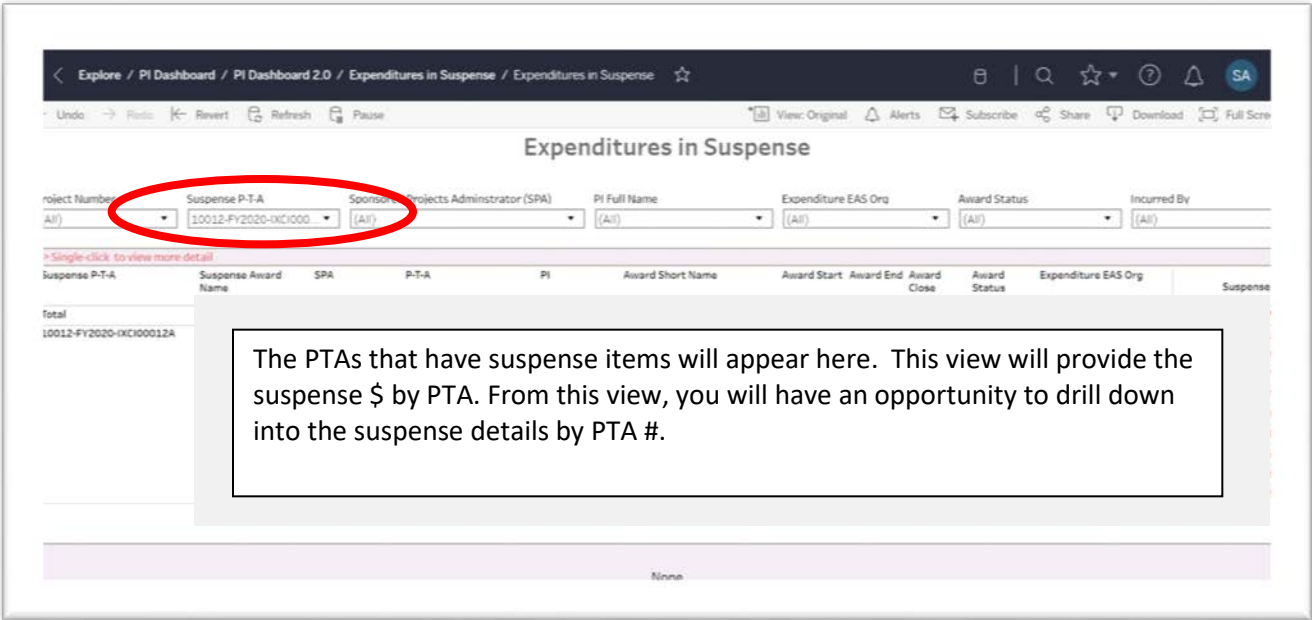 Explore / PI Dashboard / PI Dashboard 2.0 / Expenditures in Suspense / Expenditures in Suspense
SA
Undo Redo Revert Refresh Pause View: Original Alerts Subscribe Share Download Full Scre
Expenditures in Suspense
roject Number Suspense P-T-A Sponsored Projects Adminstrator (SPA) PI Full Name Expenditure EAS Org Award Status Incurred By
All) 10012-FY2020-IXCI000... (All) (All) (All) (All) (All)
> Single-click to view more detail
Suspense P-T-A Suspense Award SPA P-T-A PI Award Short Name Award Start Award End Award Award Expenditure EAS Org
Name Close Status Suspense
Total
10012-FY2020-IXCI00012A
The PTAs that have suspense items will appear here. This view will provide the
suspense $ by PTA. From this view, you will have an opportunity to drill down
into the suspense details by PTA #.
None